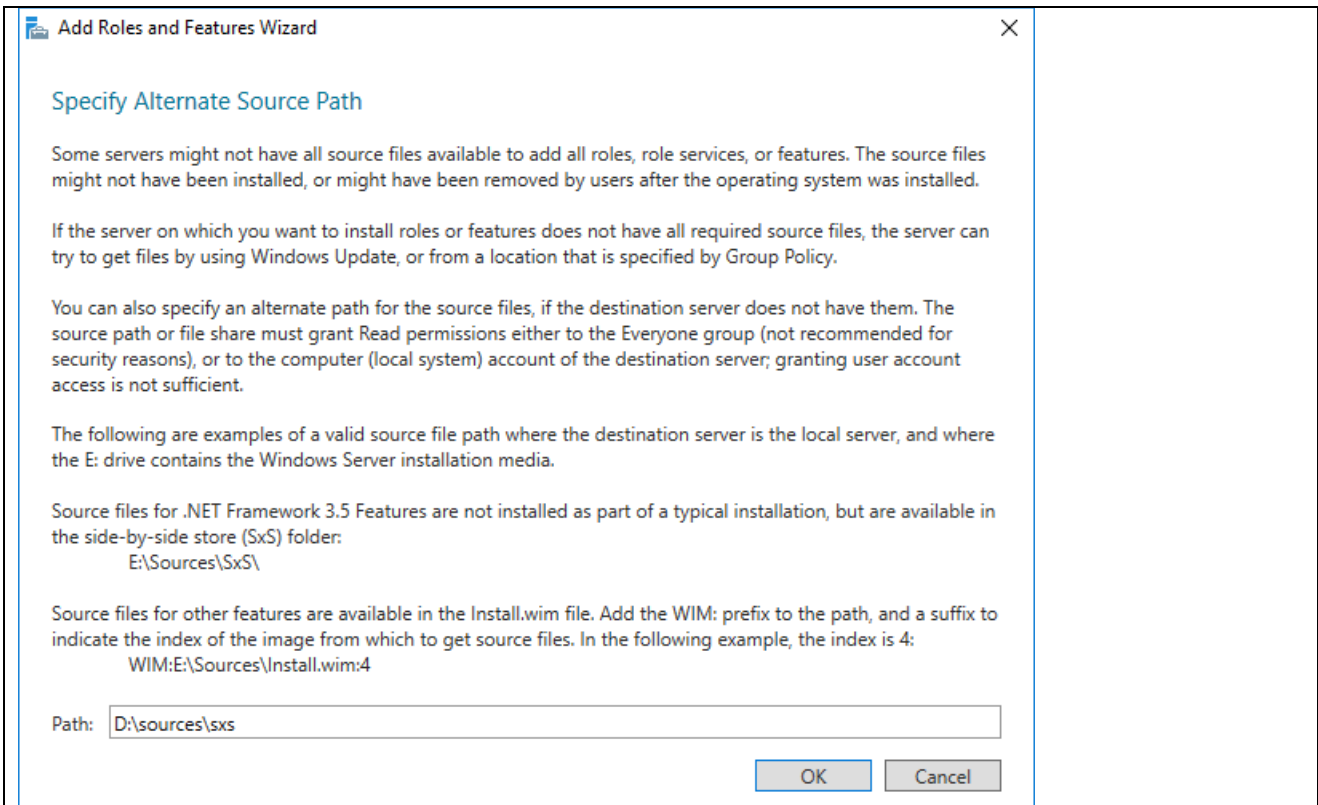 Add Roles and Features Wizard
Specify Alternate Source Path
Some servers might not have all source files available to add all roles, role services, or features. The source files
might not have been installed, or might have been removed by users after the operating system was installed.
If the server on which you want to install roles or features does not have all required source files, the server can
try to get files by using Windows Update, or from a location that is specified by Group Policy.
You can also specify an alternate path for the source files, if the destination server does not have them. The
source path or file share must grant Read permissions either to the Everyone group (not recommended for
security reasons), or to the computer (local system) account of the destination server; granting user account
access is not sufficient.
The following are examples of a valid source file path where the destination server is the local server, and where
the E: drive contains the Windows Server installation media.
Source files for .NET Framework 3.5 Features are not installed as part of a typical installation, but are available in
the side-by-side store (SxS) folder:
E:\Sources\SxS\
Source files for other features are available in the Install.wim file. Add the WIM: prefix to the path, and a suffix to
indicate the index of the image from which to get source files. In the following example, the index is 4:
WIM:E:\Sources\Install.wim:4
Path: D:\sources\sxs
OK Cancel